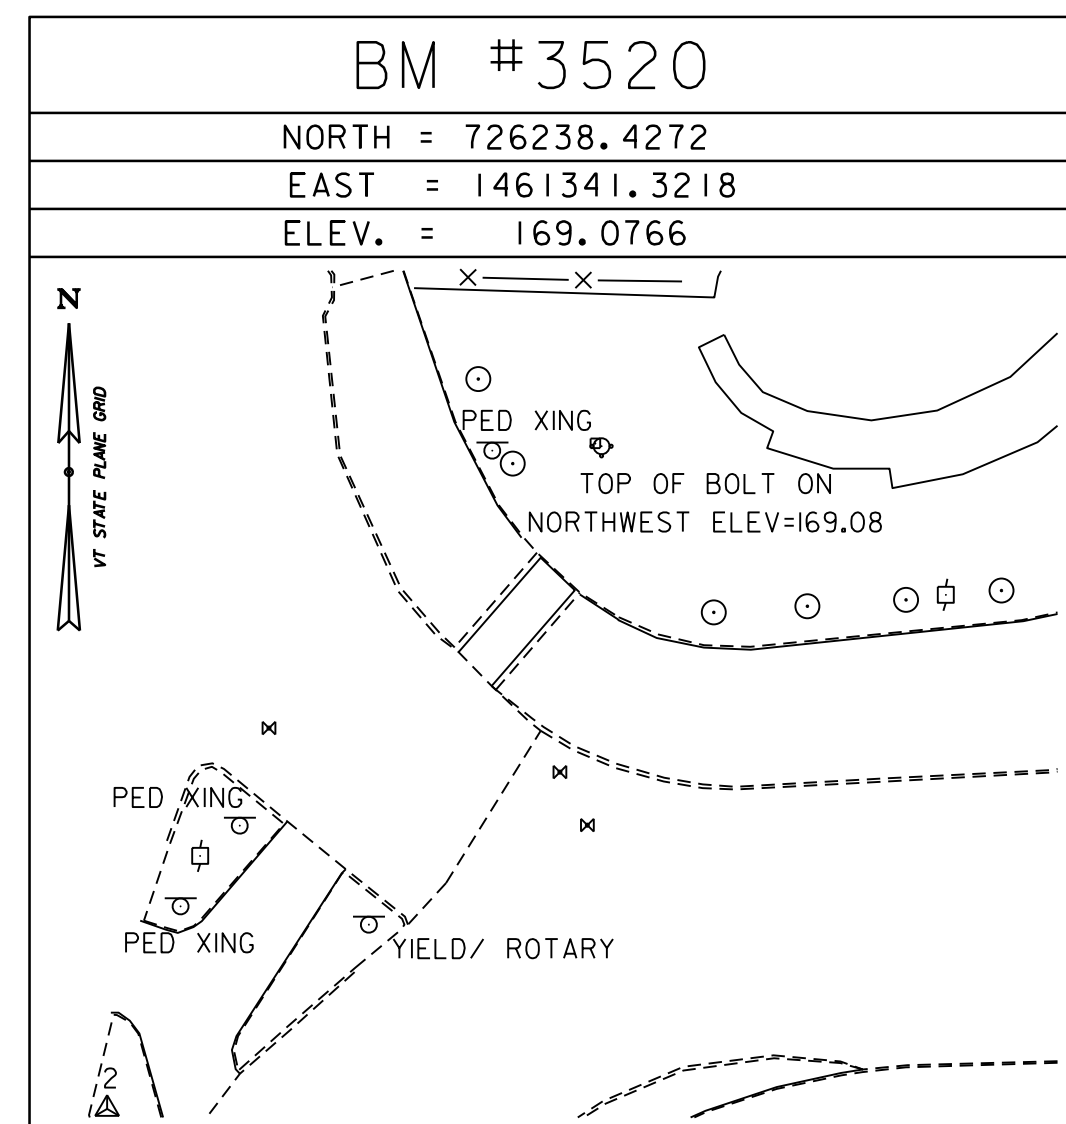 BM #3520
NORTH = 726238.4272
EAST = 1461341.3218
ELEV. = 169.0766
N
VT STATE PLANE GRID
PED XING
TOP OF BOLT ON
NORTHWEST ELEV=169.08
PED XING
PED XING
YIELD/ ROTARY
2